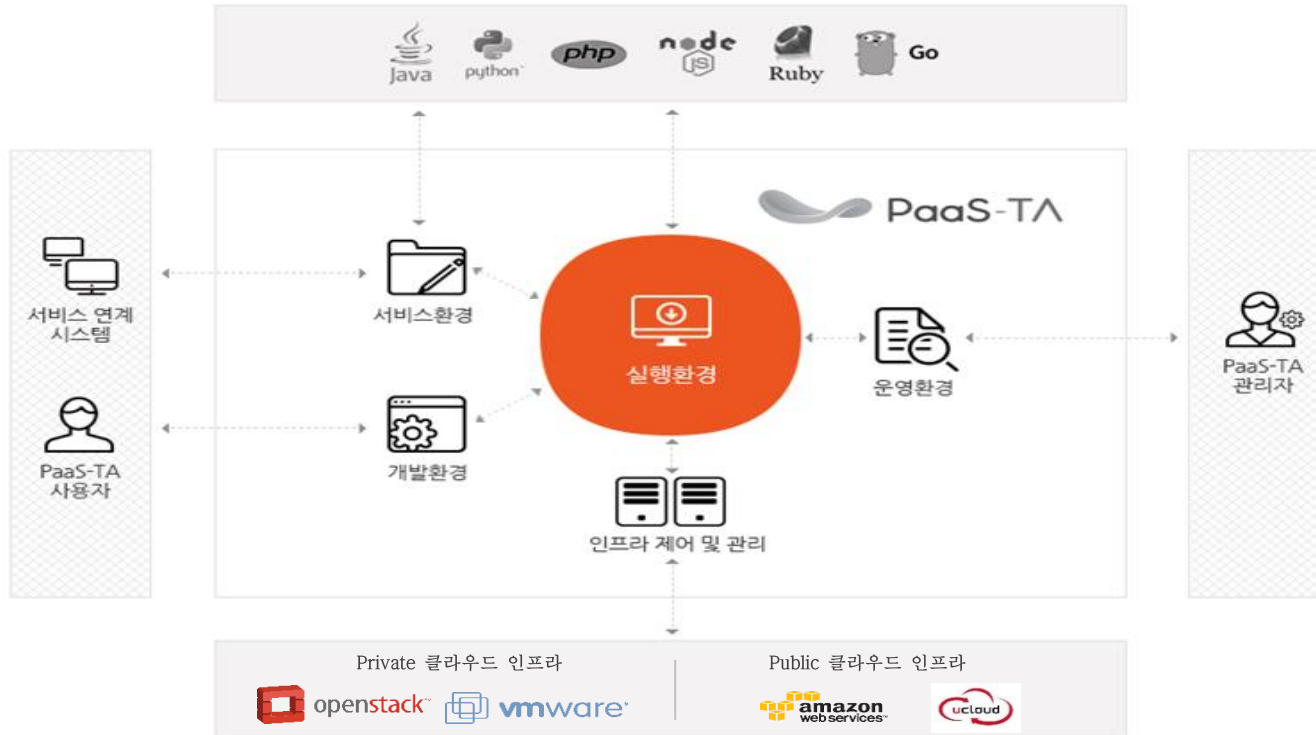 Java
python
php
node
JS
Ruby
Go
PaaS-TA
서비스 연계
시스템
서비스환경
실행환경
운영환경
PaaS-TA
관리자
PaaS-TA
사용자
개발환경
인프라 제어 및 관리
Private 클라우드 인프라
Public 클라우드 인프라
openstack
vmware
amazon
webservices
ucloud